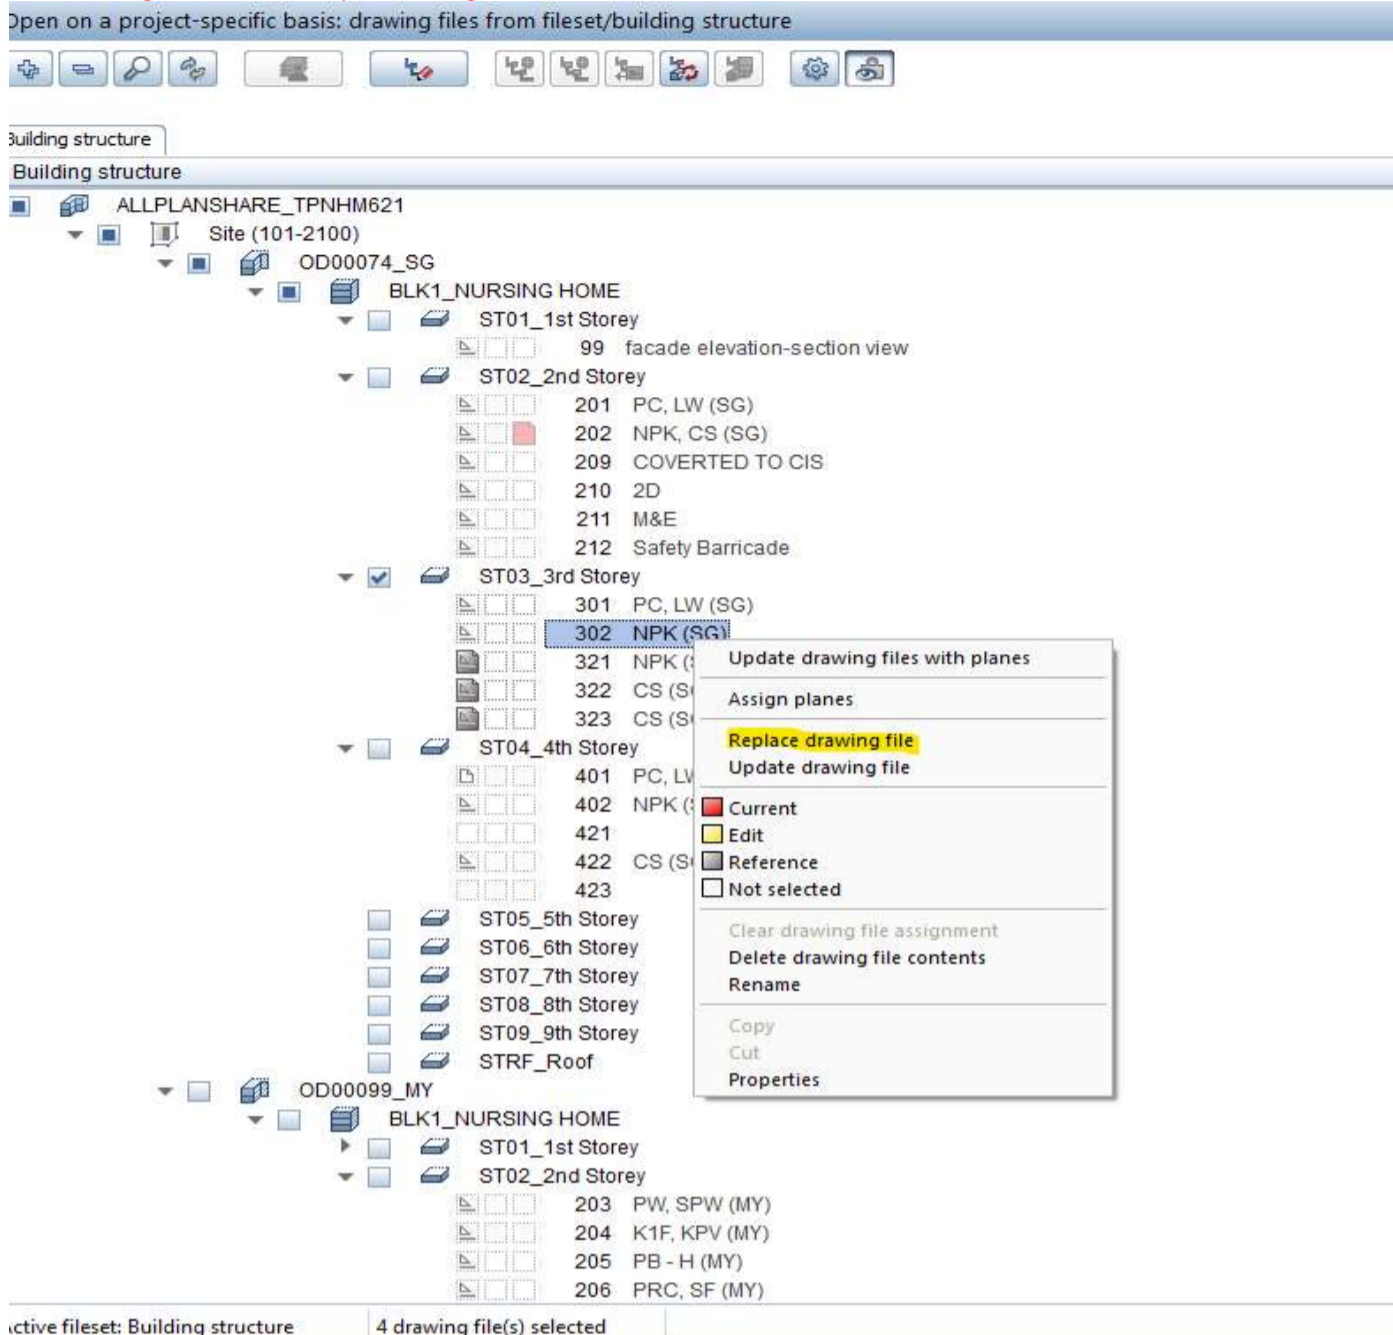 Open on a project-specific basis: drawing files from fileset/building structure
Building structure
Building structure
ALLPLANSHARE_TPNHM621
Site (101-2100)
OD00074_SG
BLK1_NURSING HOME
ST01_1st Storey
99 facade elevation-section view
ST02_2nd Storey
201 PC, LW (SG)
202 NPK, CS (SG)
209 COVERTED TO CIS
210 2D
211 M&E
212 Safety Barricade
ST03_3rd Storey
301 PC, LW (SG)
302 NPK (SG)
321 NPK (
322 CS (S
323 CS (S
ST04_4th Storey
401 PC, LW
402 NPK (
421
422 CS (S
423
ST05_5th Storey
ST06_6th Storey
ST07_7th Storey
ST08_8th Storey
ST09_9th Storey
STRF_Roof
Update drawing files with planes
Assign planes
Replace drawing file
Update drawing file
Current
Edit
Reference
Not selected
Clear drawing file assignment
Delete drawing file contents
Rename
Copy
Cut
Properties
OD00099_MY
BLK1_NURSING HOME
ST01_1st Storey
ST02_2nd Storey
203 PW, SPW (MY)
204 K1F, KPV (MY)
205 PB - H (MY)
206 PRC, SF (MY)
Active fileset: Building structure 4 drawing file(s) selected